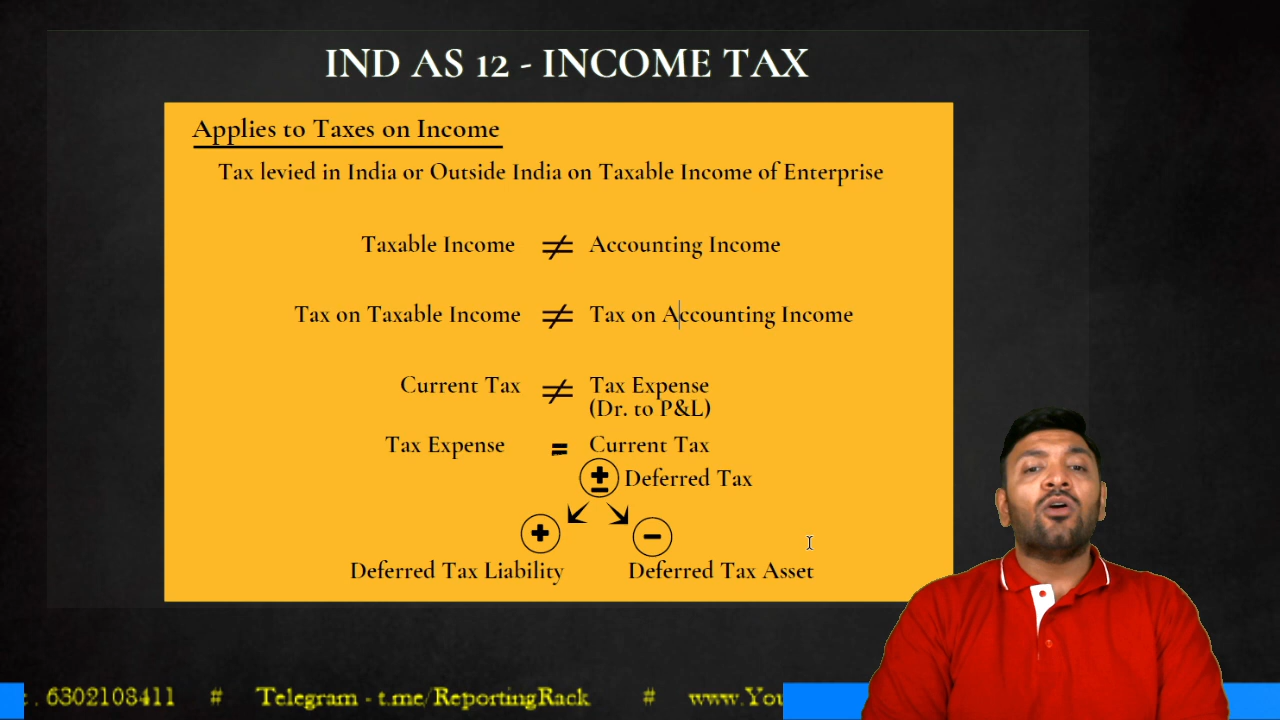 IND AS 12 - INCOME TAX
Applies to Taxes on Income
Tax levied in India or Outside India on Taxable Income of Enterprise
Taxable Income ≠ Accounting Income
Tax on Taxable Income ≠ Tax on Accounting Income
Current Tax ≠ Tax Expense
(Dr. to P&L)
Tax Expense = Current Tax
± Deferred Tax
+ −
Deferred Tax Liability Deferred Tax Asset
. 6302108411 # Telegram - t.me/ReportingRack # www.You